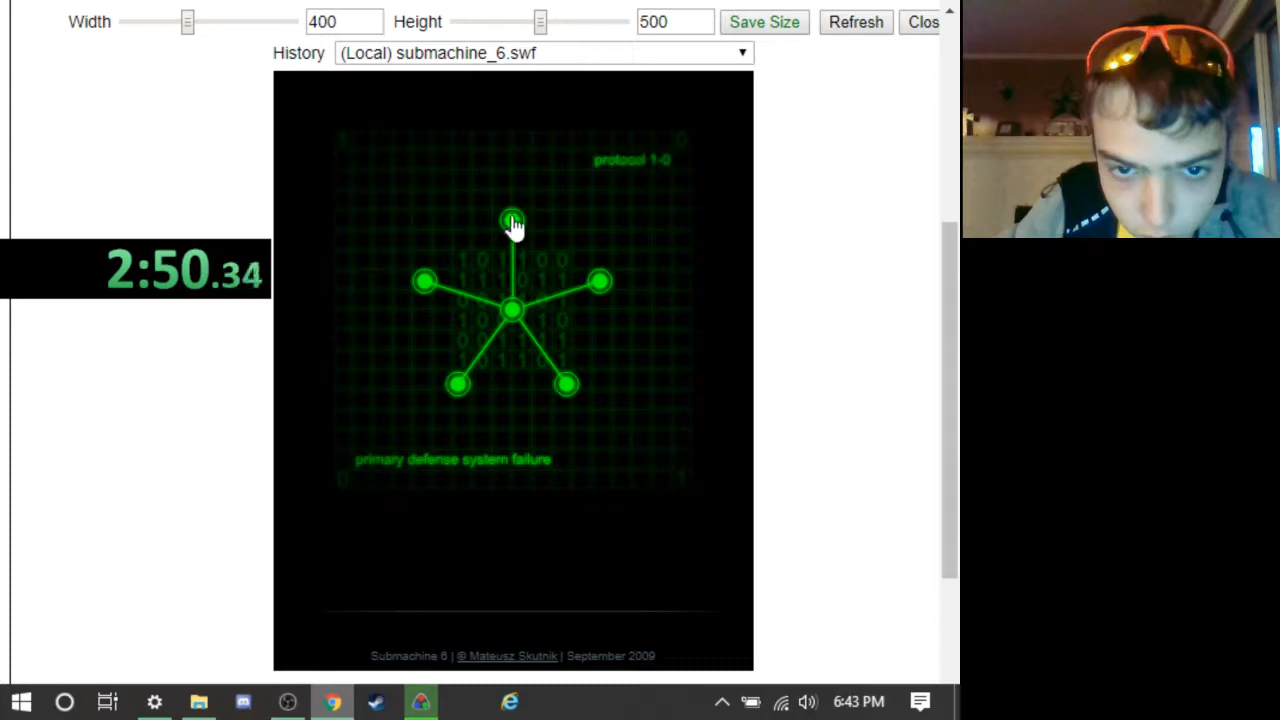 Width 400 Height 500 Save Size Refresh Clos
History (Local) submachine_6.swf
protocol 1-0
2:50.34
primary defense system failure
Submachine 6 | © Mateusz Skutnik | September 2009
6:43 PM